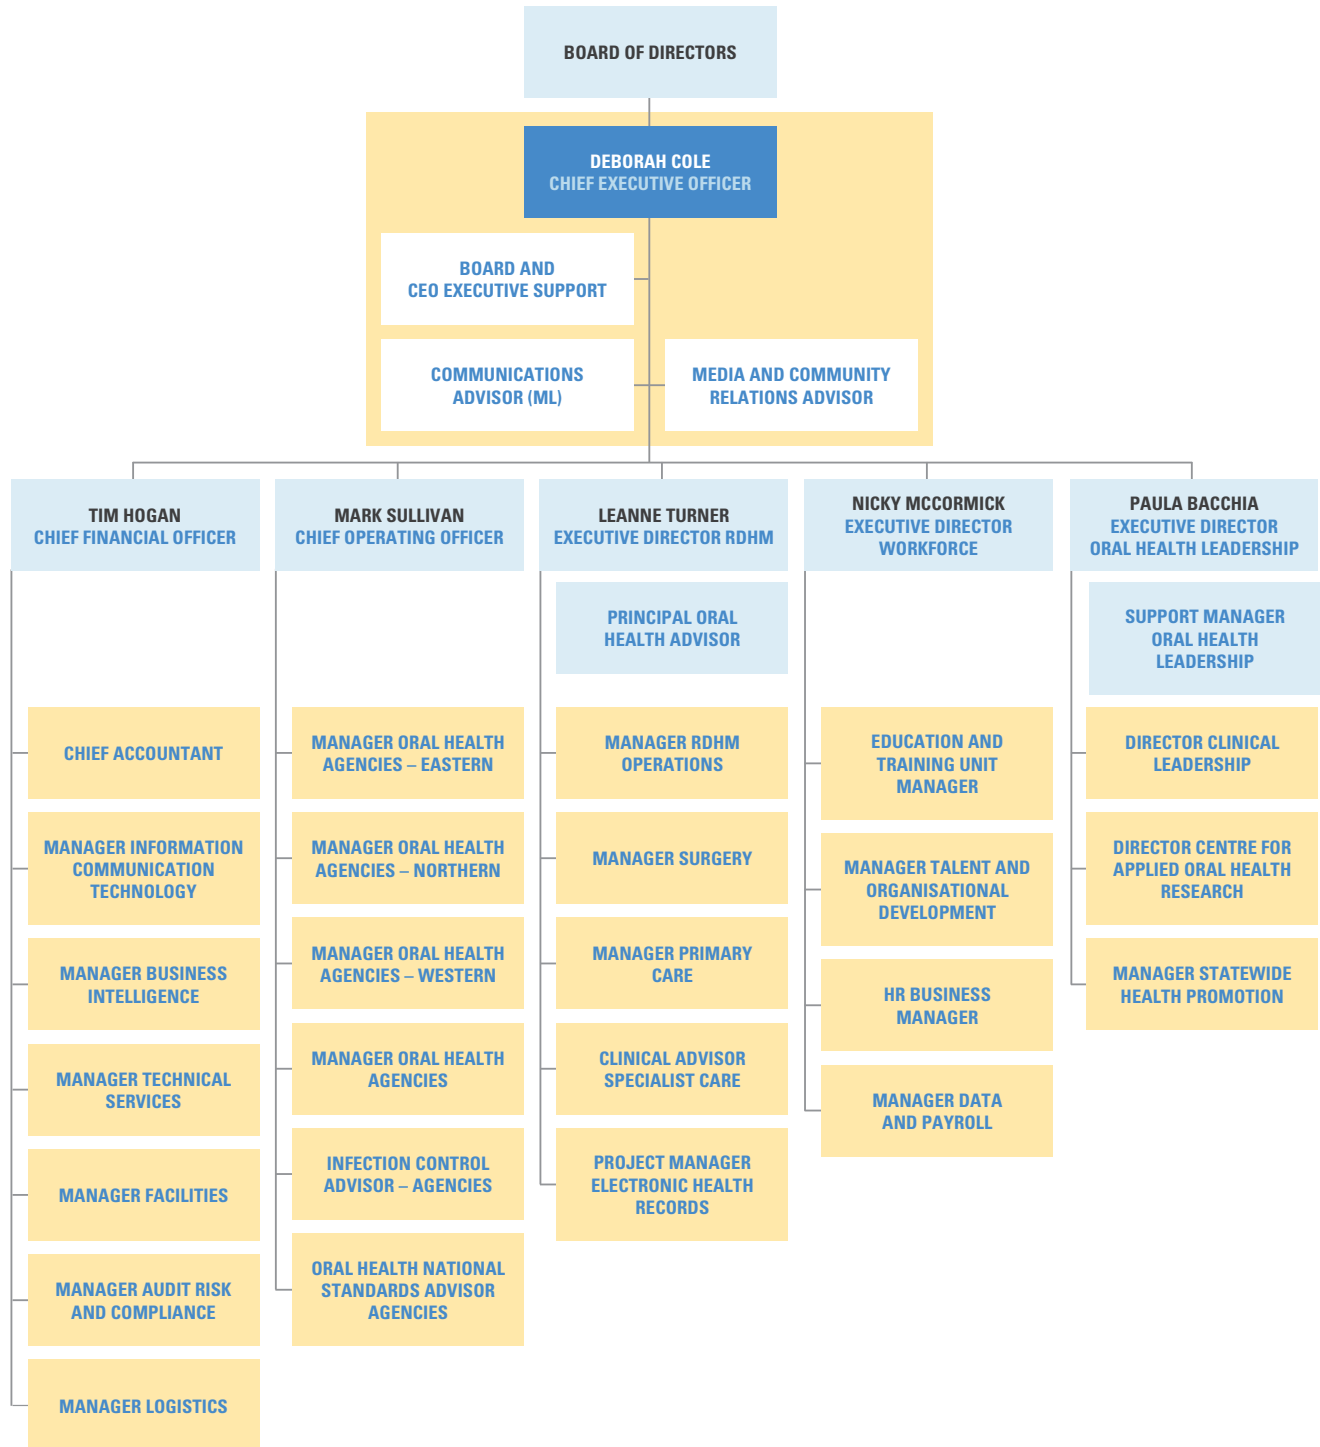 BOARD OF DIRECTORS
DEBORAH COLE
CHIEF EXECUTIVE OFFICER
BOARD AND
CEO EXECUTIVE SUPPORT
COMMUNICATIONS
ADVISOR (ML)
MEDIA AND COMMUNITY
RELATIONS ADVISOR
TIM HOGAN
CHIEF FINANCIAL OFFICER
CHIEF ACCOUNTANT
MANAGER INFORMATION
COMMUNICATION
TECHNOLOGY
MANAGER BUSINESS
INTELLIGENCE
MANAGER TECHNICAL
SERVICES
MANAGER FACILITIES
MANAGER AUDIT RISK
AND COMPLIANCE
MANAGER LOGISTICS
MARK SULLIVAN
CHIEF OPERATING OFFICER
MANAGER ORAL HEALTH
AGENCIES – EASTERN
MANAGER ORAL HEALTH
AGENCIES – NORTHERN
MANAGER ORAL HEALTH
AGENCIES – WESTERN
MANAGER ORAL HEALTH
AGENCIES
INFECTION CONTROL
ADVISOR – AGENCIES
ORAL HEALTH NATIONAL
STANDARDS ADVISOR
AGENCIES
LEANNE TURNER
EXECUTIVE DIRECTOR RDHM
PRINCIPAL ORAL
HEALTH ADVISOR
MANAGER RDHM
OPERATIONS
MANAGER SURGERY
MANAGER PRIMARY
CARE
CLINICAL ADVISOR
SPECIALIST CARE
PROJECT MANAGER
ELECTRONIC HEALTH
RECORDS
NICKY MCCORMICK
EXECUTIVE DIRECTOR
WORKFORCE
EDUCATION AND
TRAINING UNIT
MANAGER
MANAGER TALENT AND
ORGANISATIONAL
DEVELOPMENT
HR BUSINESS
MANAGER
MANAGER DATA
AND PAYROLL
PAULA BACCHIA
EXECUTIVE DIRECTOR
ORAL HEALTH LEADERSHIP
SUPPORT MANAGER
ORAL HEALTH
LEADERSHIP
DIRECTOR CLINICAL
LEADERSHIP
DIRECTOR CENTRE FOR
APPLIED ORAL HEALTH
RESEARCH
MANAGER STATEWIDE
HEALTH PROMOTION